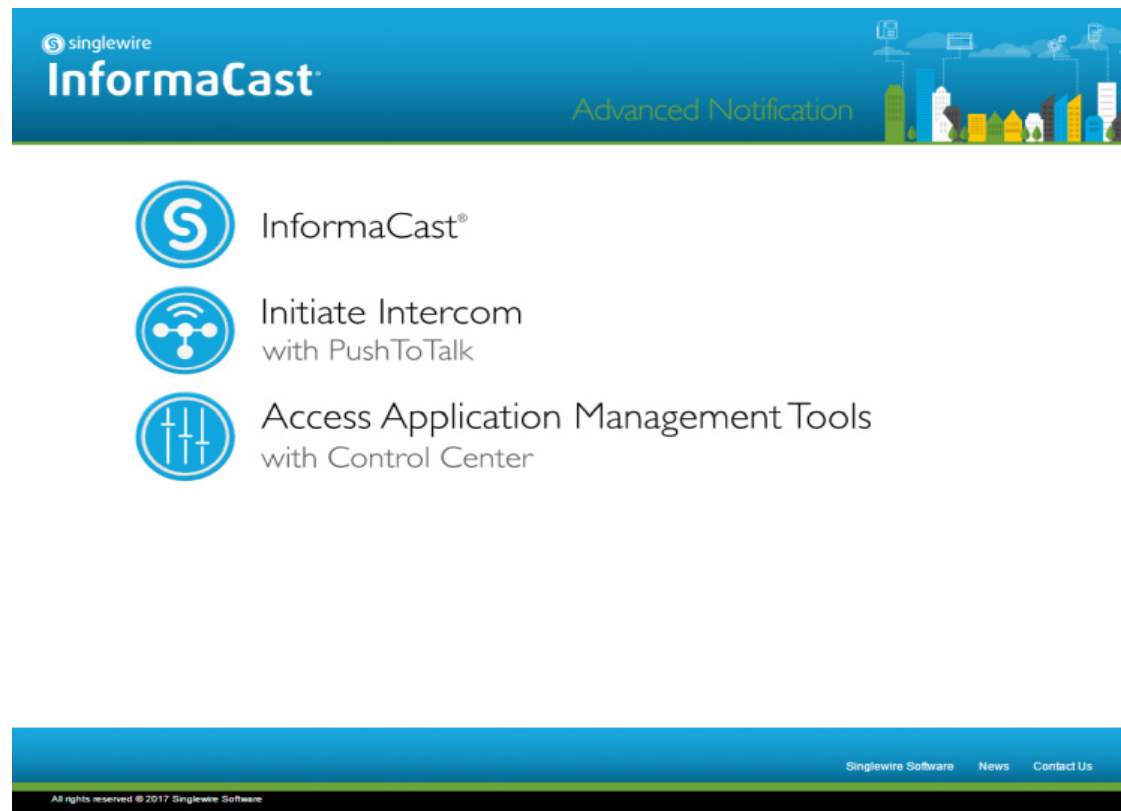 singlewire
InformaCast
Advanced Notification
InformaCast®
Initiate Intercom
with PushToTalk
Access Application Management Tools
with Control Center
Singlewire Software News Contact Us
All rights reserved © 2017 Singlewire Software